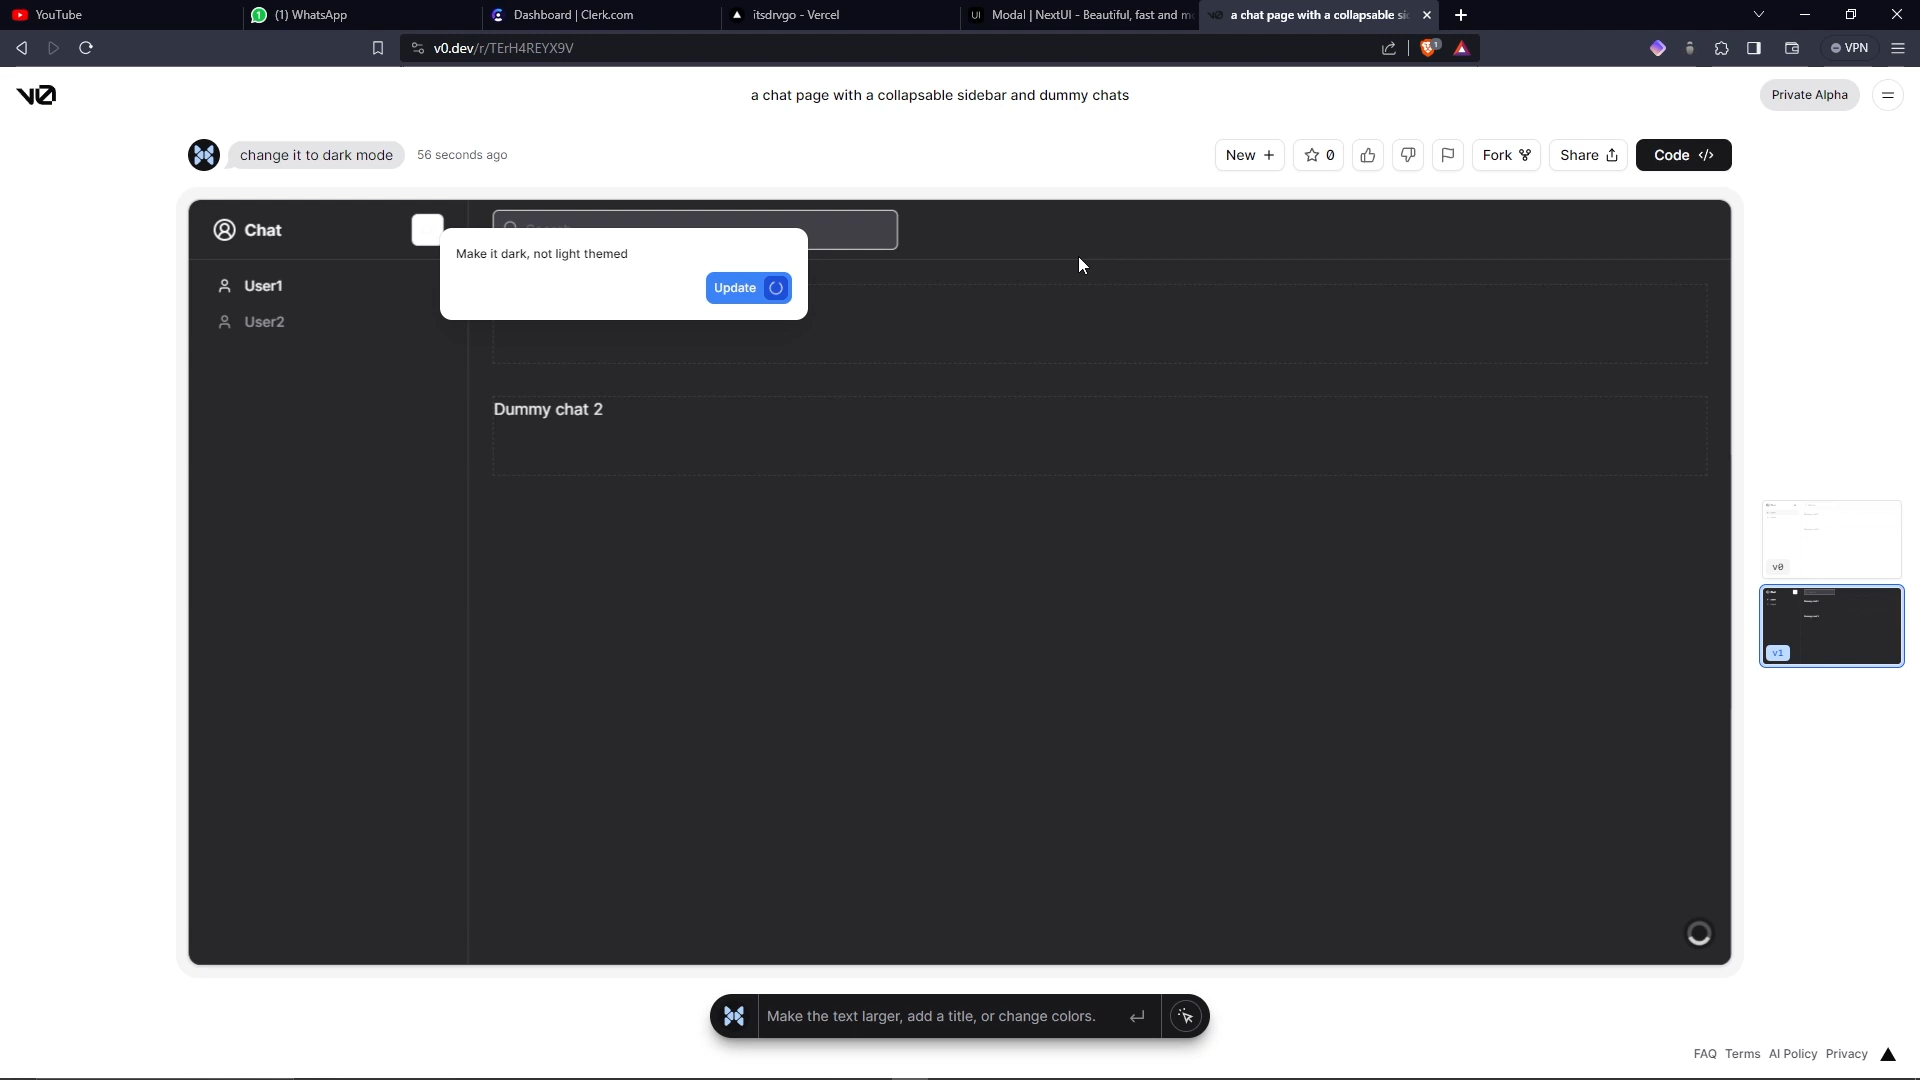 YouTube
(1) WhatsApp
Dashboard | Clerk.com
itsdrvgo - Vercel
UI
Modal | NextUI - Beautiful, fast and
a chat page with a collapsable
v0.dev/r/TErH4REYX9V
1
VPN
v0
a chat page with a collapsable sidebar and dummy chats
Private Alpha
change it to dark mode
56 seconds ago
New +
0
Fork
Share
Code </>
Chat
Make it dark, not light themed
Update
User1
User2
Dummy chat 2
v0
v1
Make the text larger, add a title, or change colors.
FAQ Terms AI Policy Privacy